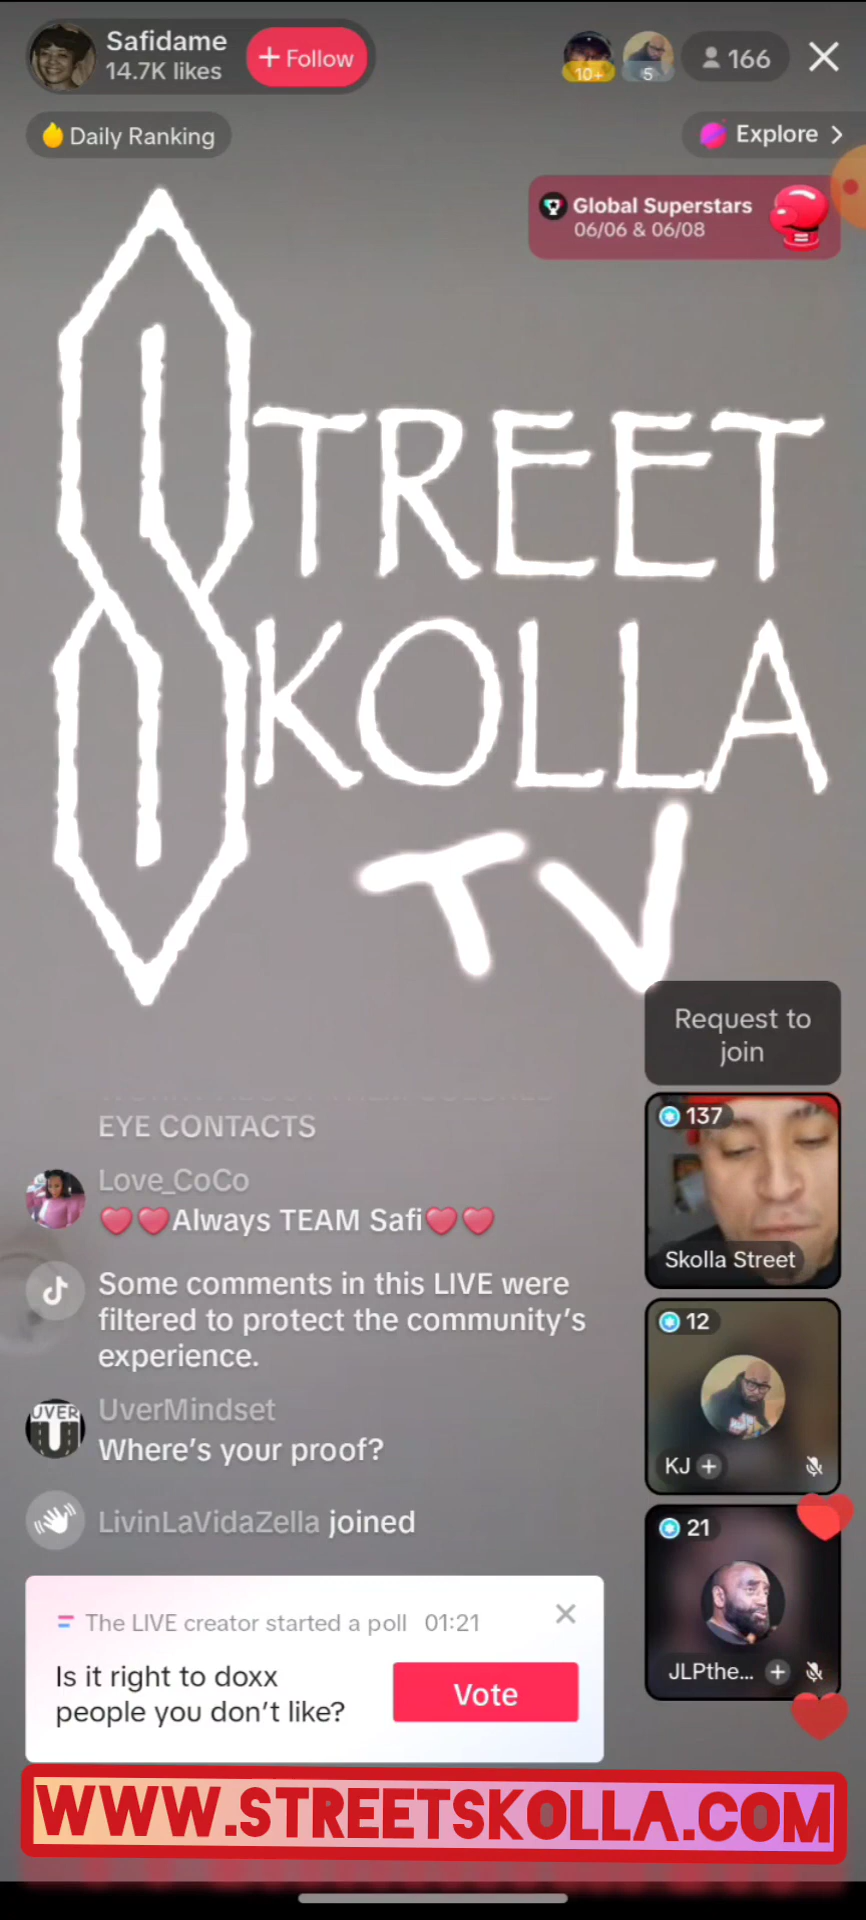 Safidame
14.7K likes
+ Follow
10+
5
166
Daily Ranking
Explore >
Global Superstars
06/06 & 06/08
STREET
SKOLLA
TV
Request to
join
EYE CONTACTS
137
Skolla Street
Love_CoCo
❤️❤️Always TEAM Safi❤️❤️
Some comments in this LIVE were
filtered to protect the community's
experience.
12
KJ +
UVER
U
UverMindset
Where's your proof?
LivinLaVidaZella joined
21
JLPthe... +
The LIVE creator started a poll 01:21
Is it right to doxx
people you don't like?
Vote
WWW.STREETSKOLLA.COM